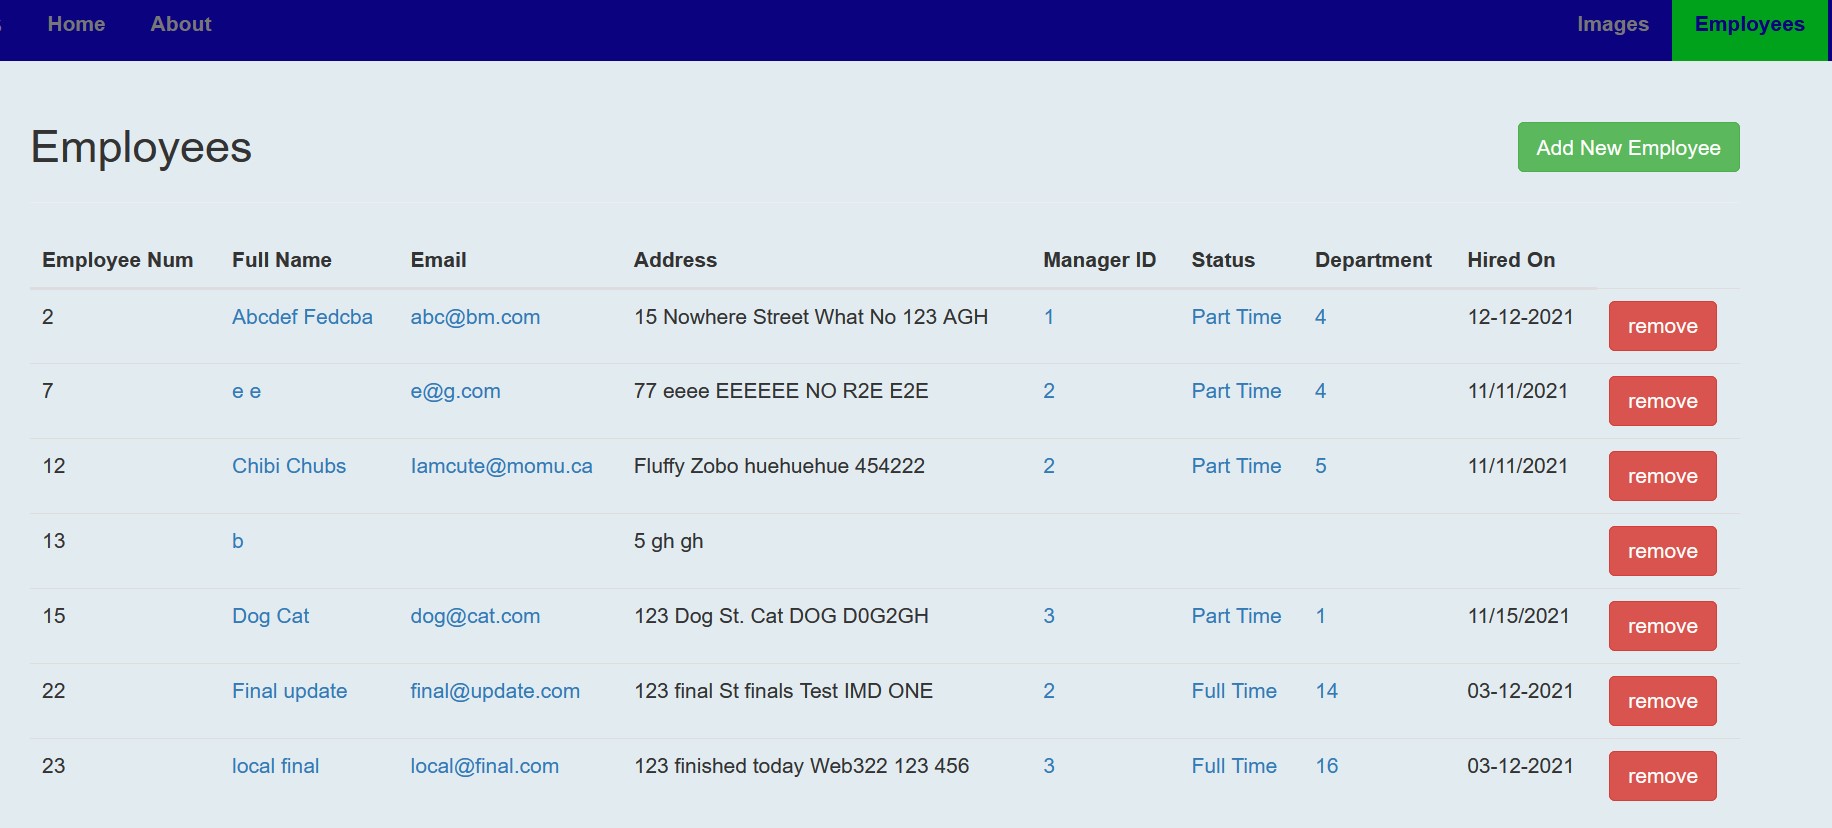 Home About Images Employees
Employees Add New Employee
Employee Num Full Name Email Address Manager ID Status Department Hired On
2 Abcdef Fedcba abc@bm.com 15 Nowhere Street What No 123 AGH 1 Part Time 4 12-12-2021 remove
7 e e e@g.com 77 eeee EEEEEE NO R2E E2E 2 Part Time 4 11/11/2021 remove
12 Chibi Chubs Iamcute@momu.ca Fluffy Zobo huehuehue 454222 2 Part Time 5 11/11/2021 remove
13 b 5 gh gh remove
15 Dog Cat dog@cat.com 123 Dog St. Cat DOG D0G2GH 3 Part Time 1 11/15/2021 remove
22 Final update final@update.com 123 final St finals Test IMD ONE 2 Full Time 14 03-12-2021 remove
23 local final local@final.com 123 finished today Web322 123 456 3 Full Time 16 03-12-2021 remove